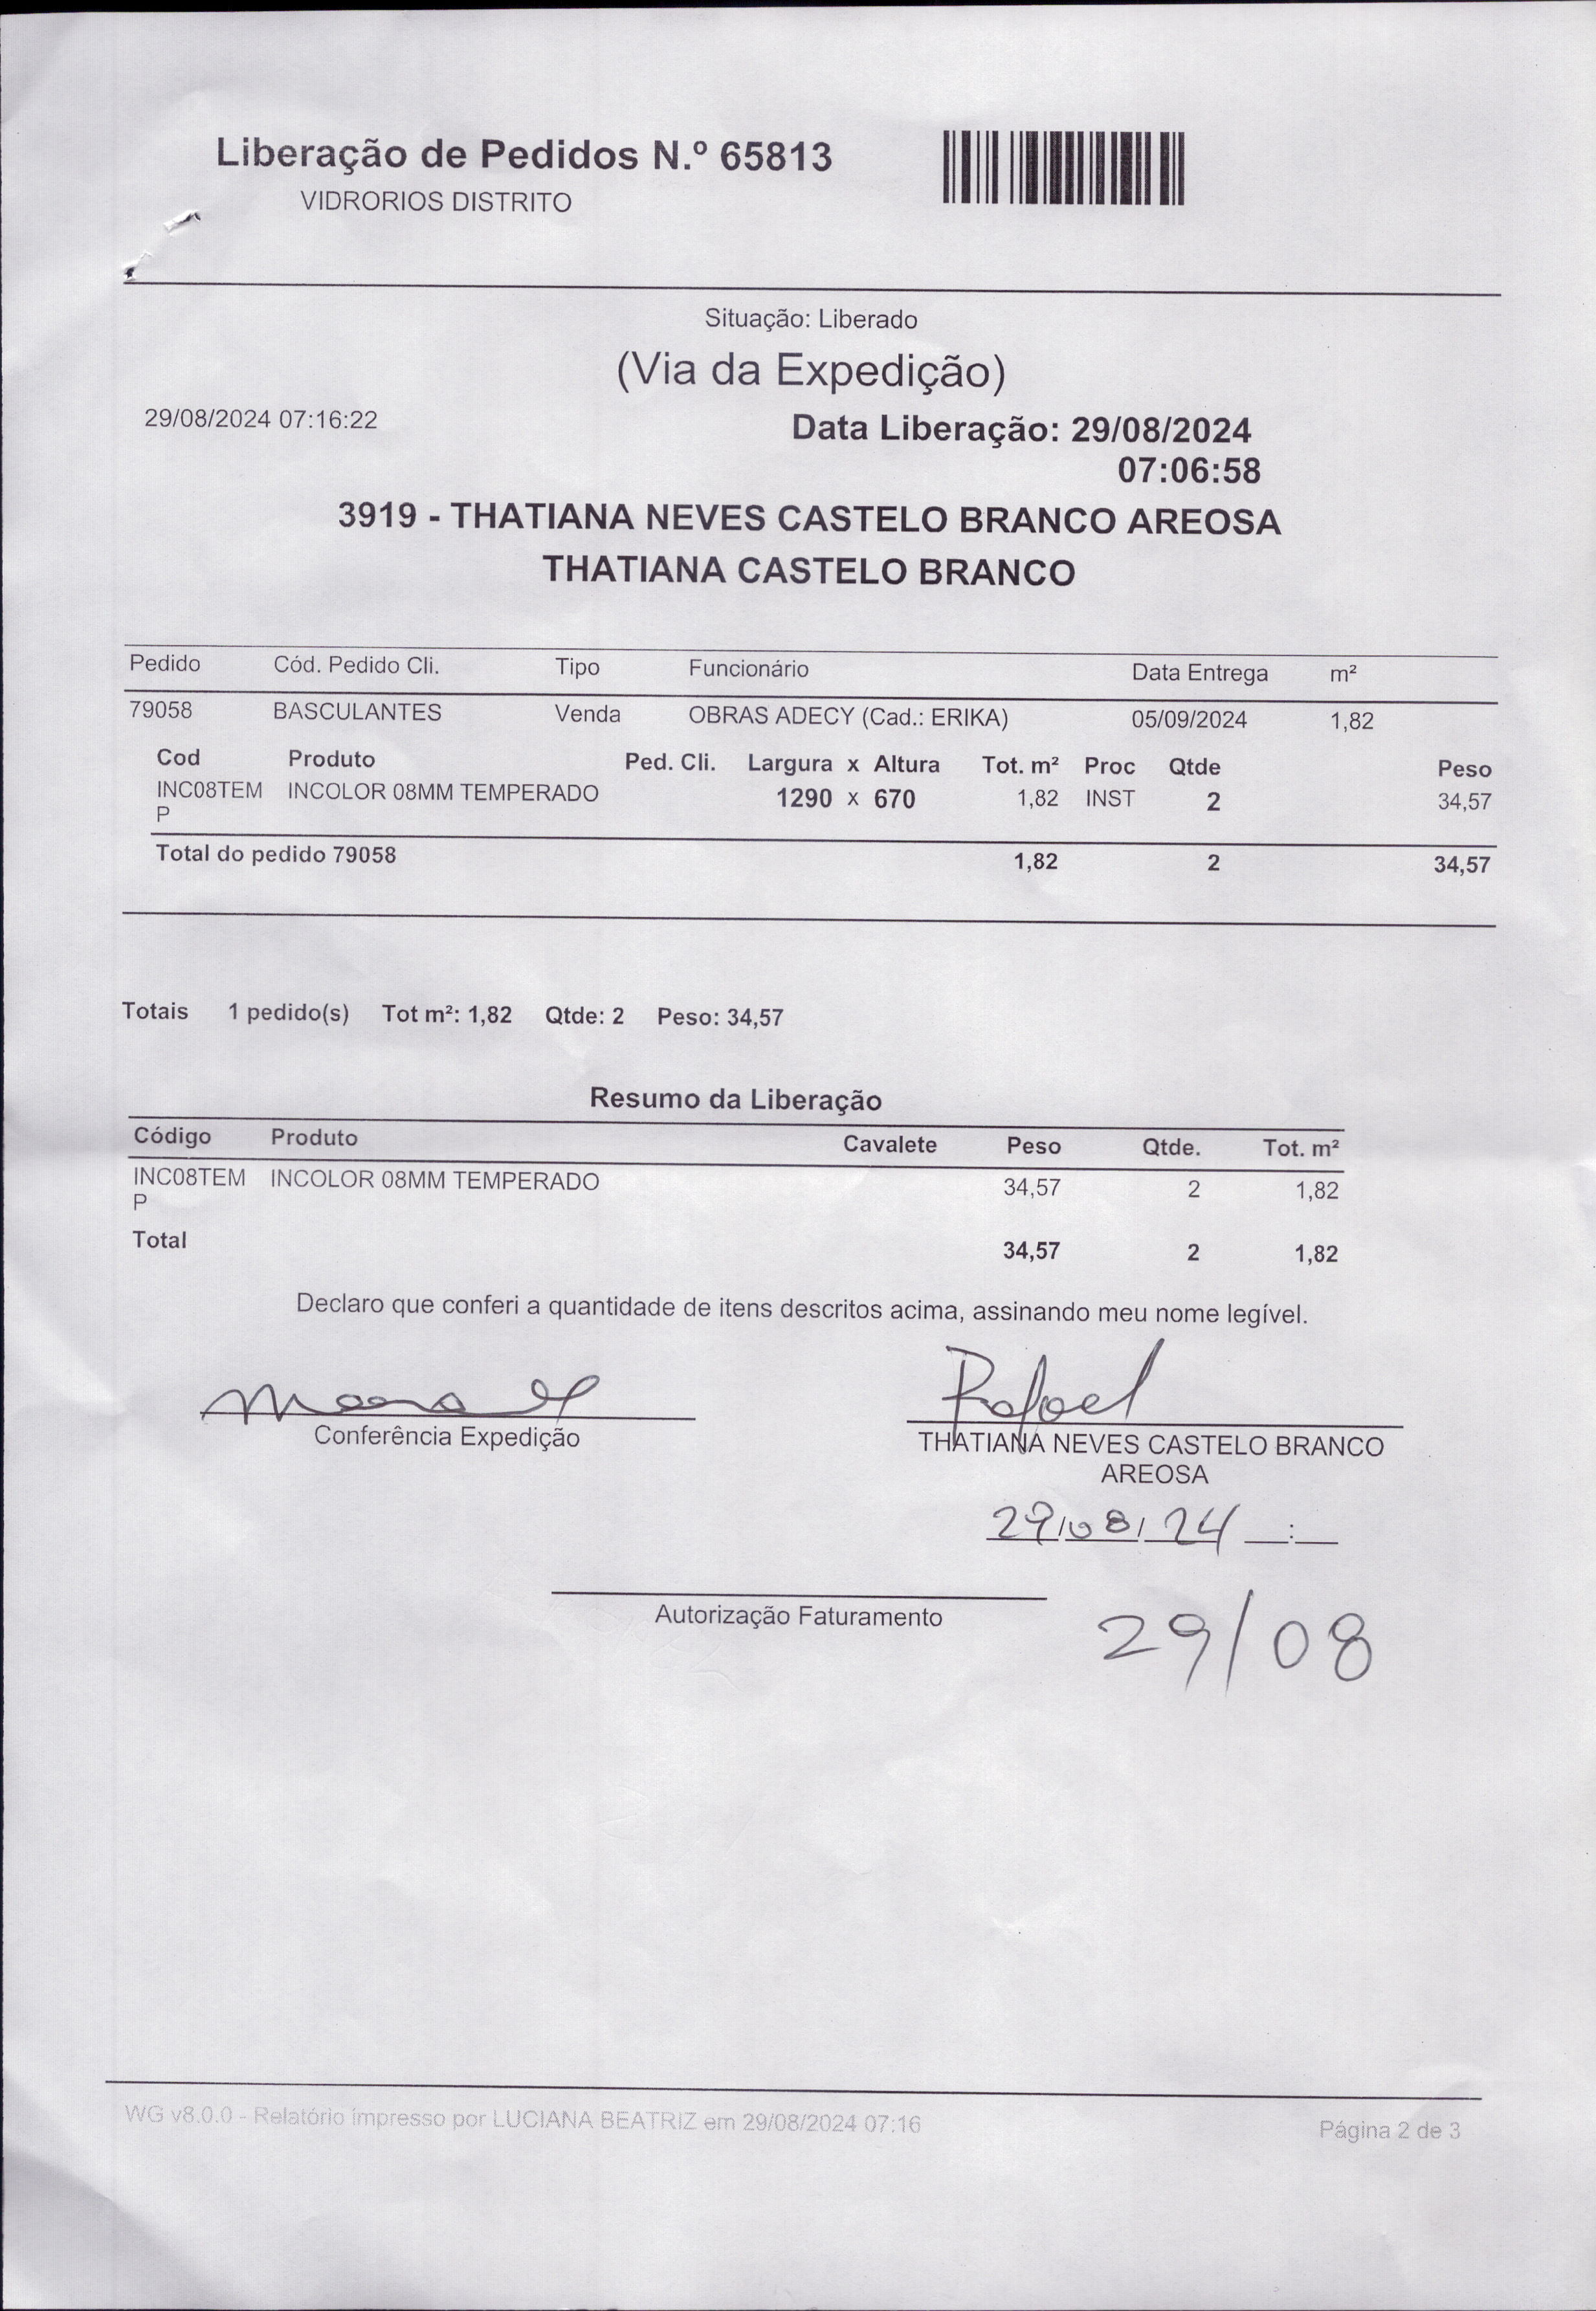 Liberação de Pedidos N.º 65813
VIDRORIOS DISTRITO
Situação: Liberado
(Via da Expedição)
29/08/2024 07:16:22
Data Liberação: 29/08/2024
07:06:58
3919 - THATIANA NEVES CASTELO BRANCO AREOSA
THATIANA CASTELO BRANCO
Pedido Cód. Pedido Cli. Tipo Funcionário Data Entrega m²
79058 BASCULANTES Venda OBRAS ADECY (Cad.: ERIKA) 05/09/2024 1,82
Cod Produto Ped. Cli. Largura x Altura Tot. m² Proc Qtde Peso
INC08TEM INCOLOR 08MM TEMPERADO 1290 x 670 1,82 INST 2 34,57
P
Total do pedido 79058 1,82 2 34,57
Totais 1 pedido(s) Tot m²: 1,82 Qtde: 2 Peso: 34,57
Resumo da Liberação
Código Produto Cavalete Peso Qtde. Tot. m²
INC08TEM INCOLOR 08MM TEMPERADO 34,57 2 1,82
P
Total 34,57 2 1,82
Declaro que conferi a quantidade de itens descritos acima, assinando meu nome legível.
Rafael
Conferência Expedição
THATIANA NEVES CASTELO BRANCO
AREOSA
29/08/24 __:__
Autorização Faturamento
29/08
WG v8.0.0 - Relatório impresso por LUCIANA BEATRIZ em 29/08/2024 07:16
Página 2 de 3